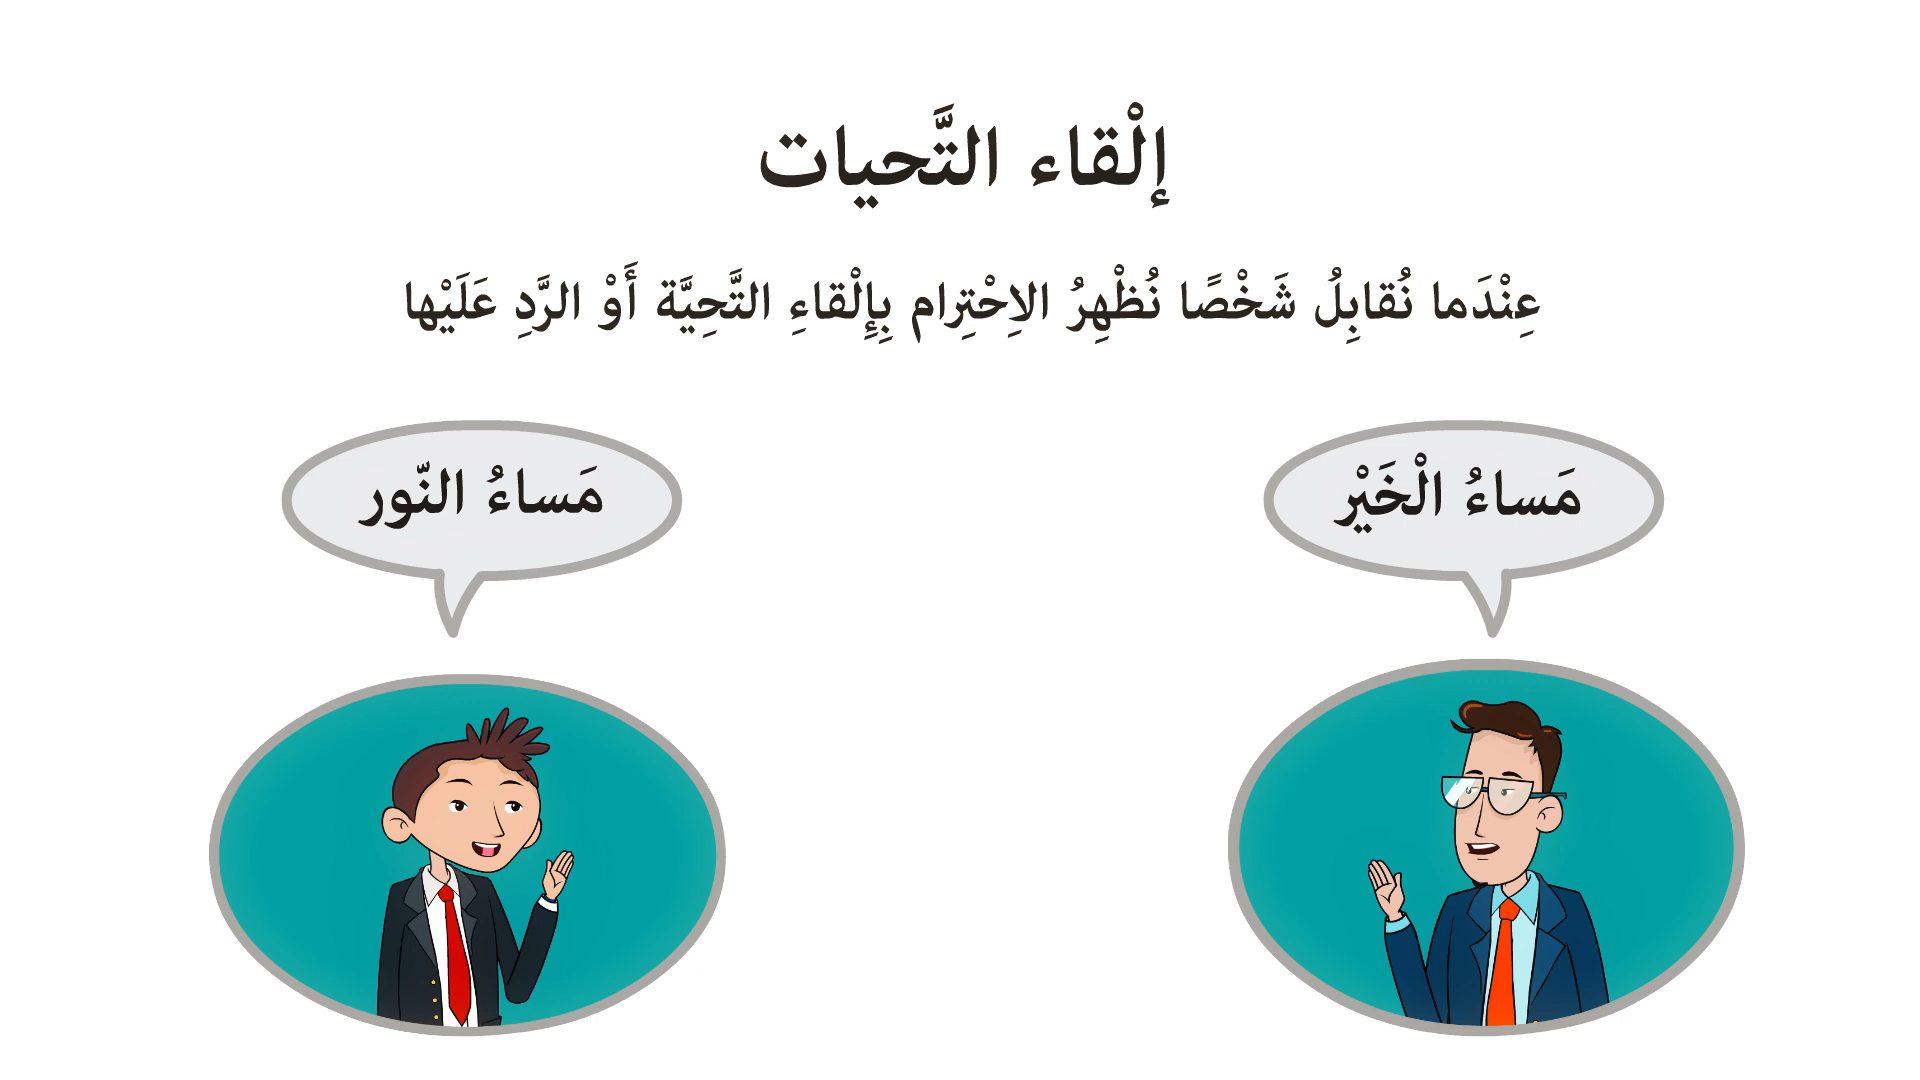 إلْقاء التَّحيات
عِنْدَما نُقابِلُ شَخْصًا نُظْهِرُ الاِحْتِرام بِإِلْقاءِ التَّحِيَّة أَوْ الرَّدِ عَلَيْها
مَساءُ الْخَيْر
مَساءُ النّور